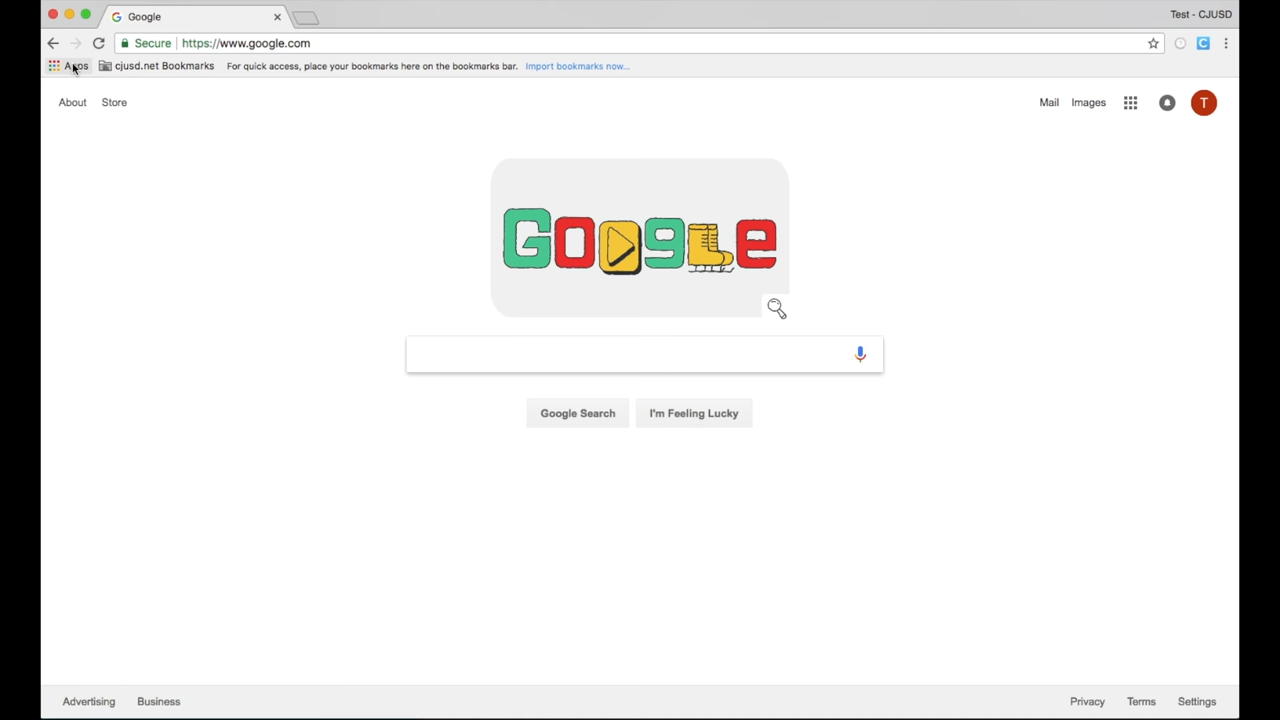 Google
Test - CJUSD
Secure
https://www.google.com
C
Apps
cjusd.net Bookmarks
For quick access, place your bookmarks here on the bookmarks bar.
Import bookmarks now...
About
Store
Mail
Images
T
Google
Google Search
I'm Feeling Lucky
Advertising
Business
Privacy
Terms
Settings